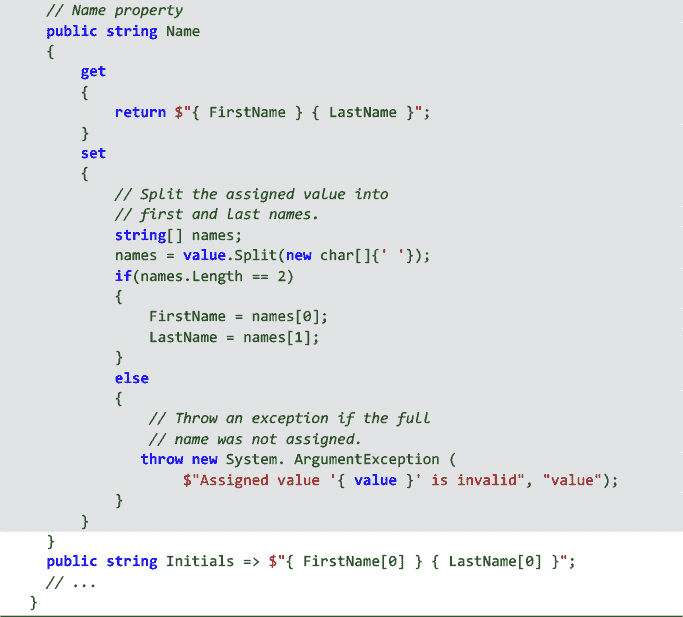 // Name property
public string Name
{
    get
    {
        return $"{ FirstName } { LastName }";
    }
    set
    {
        // Split the assigned value into
        // first and last names.
        string[] names;
        names = value.Split(new char[]{' '});
        if(names.Length == 2)
        {
            FirstName = names[0];
            LastName = names[1];
        }
        else
        {
            // Throw an exception if the full
            // name was not assigned.
           throw new System. ArgumentException (
                $"Assigned value '{ value }' is invalid", "value");
        }
    }
}
public string Initials => $"{ FirstName[0] } { LastName[0] }";
// ...
}